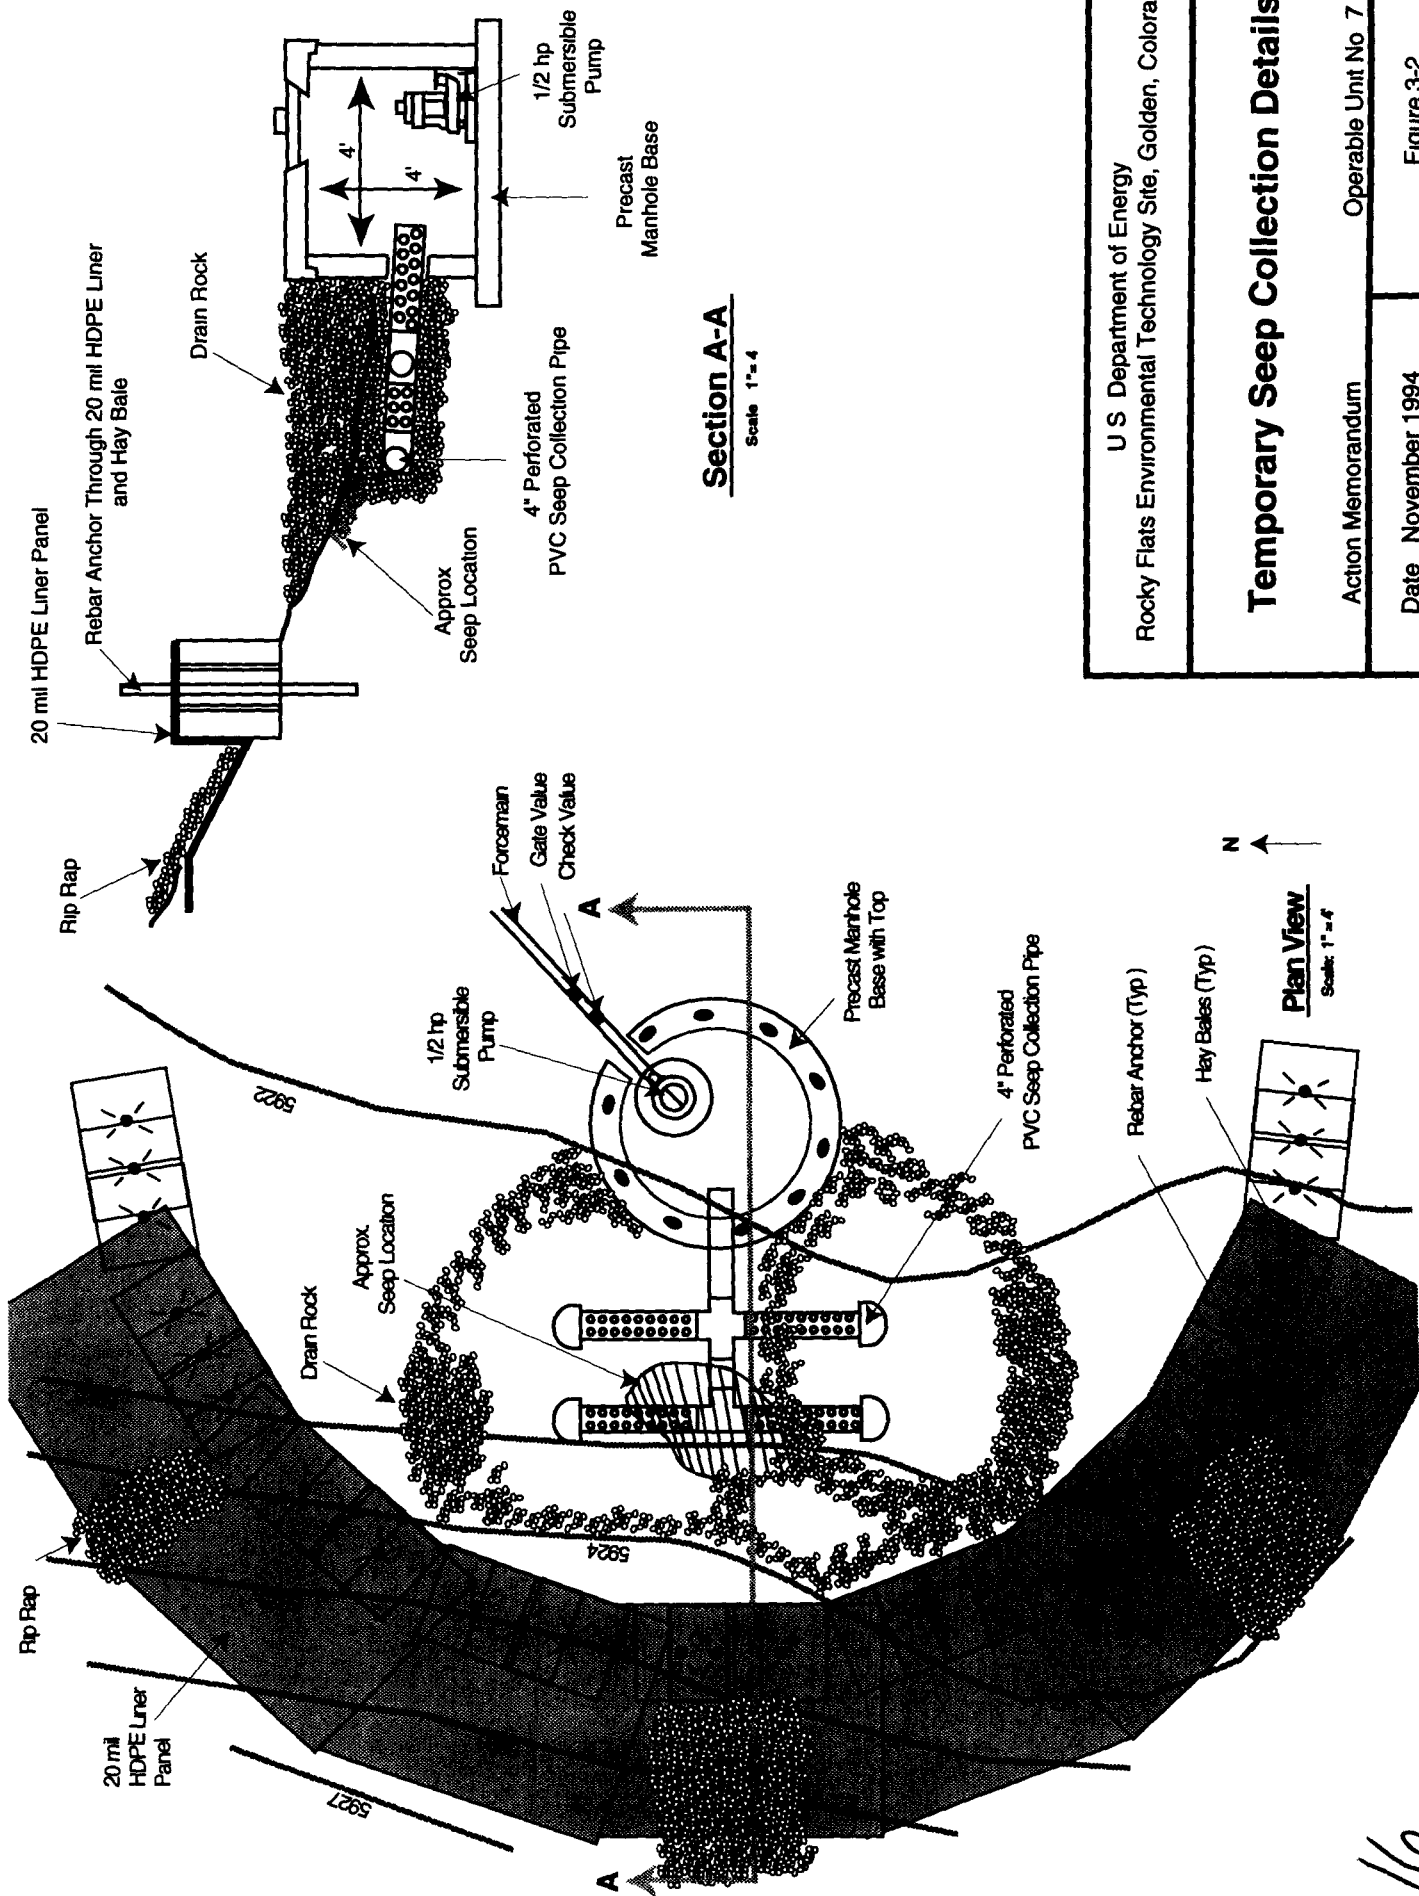 Rip Rap
20 mil HDPE Liner Panel
Rebar Anchor Through 20 mil HDPE Liner
and Hay Bale
Drain Rock
Approx
Seep Location
4" Perforated
PVC Seep Collection Pipe
4'
4'
1/2 hp
Submersible
Pump
Precast
Manhole Base
Section A-A
Scale 1"= 4
Rip Rap
20 mil
HDPE Liner
Panel
5927
5924
5922
Drain Rock
Approx.
Seep Location
1/2 hp
Submersible
Pump
Forcemain
Gate Value
Check Value
A
A
Precast Manhole
Base with Top
4" Perforated
PVC Seep Collection Pipe
Rebar Anchor (Typ)
Hay Bales (Typ)
Plan View
Scale: 1" = 4'
N
U S Department of Energy
Rocky Flats Environmental Technology Site, Golden, Colora
Temporary Seep Collection Details
Action Memorandum
Operable Unit No 7
Date November 1994
Figure 3-2